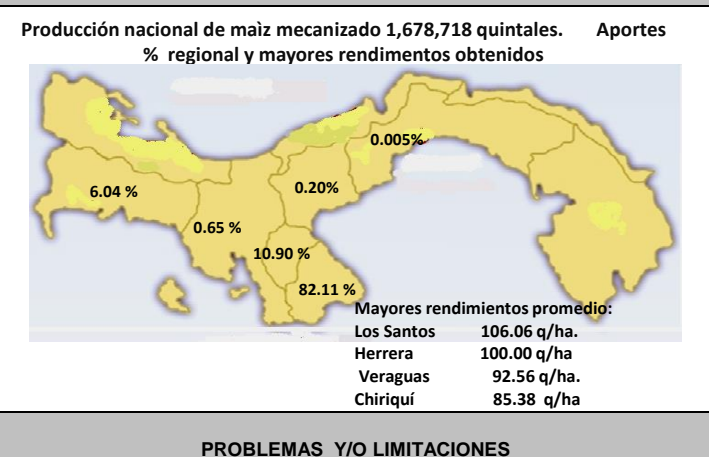 Producción nacional de maìz mecanizado 1,678,718 quintales. Aportes
% regional y mayores rendimentos obtenidos
0.005%
6.04 %
0.20%
0.65 %
10.90 %
82.11 %
Mayores rendimientos promedio:
Los Santos 106.06 q/ha.
Herrera 100.00 q/ha
Veraguas 92.56 q/ha.
Chiriquí 85.38 q/ha
PROBLEMAS Y/O LIMITACIONES